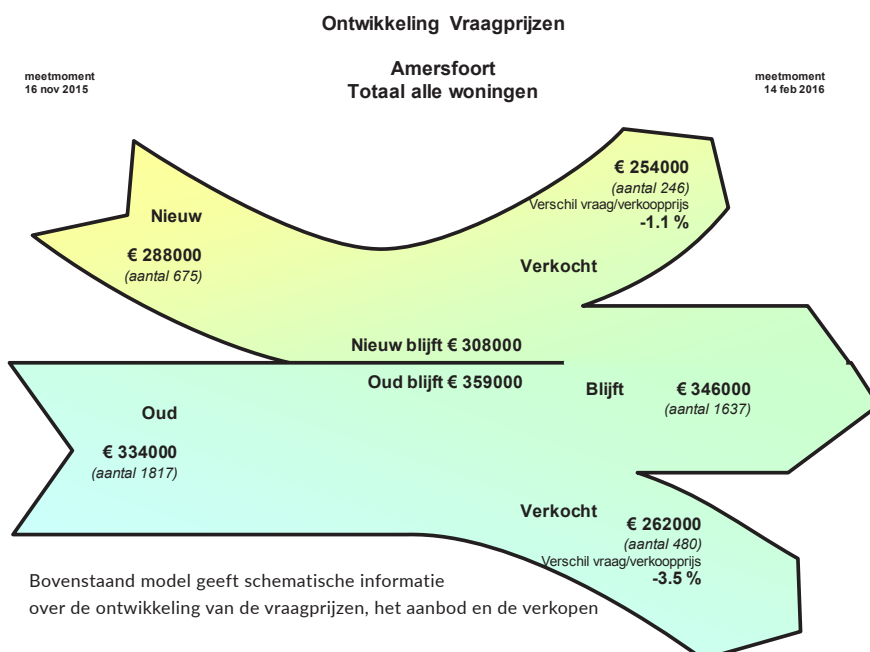 Ontwikkeling Vraagprijzen
Amersfoort
Totaal alle woningen
meetmoment
16 nov 2015
meetmoment
14 feb 2016
Nieuw
€ 288000
(aantal 675)
€ 254000
(aantal 246)
Verschil vraag/verkoopprijs
-1.1 %
Verkocht
Nieuw blijft € 308000
Oud blijft € 359000
Blijft
€ 346000
(aantal 1637)
Oud
€ 334000
(aantal 1817)
Verkocht
€ 262000
(aantal 480)
Verschil vraag/verkoopprijs
-3.5 %
Bovenstaand model geeft schematische informatie
over de ontwikkeling van de vraagprijzen, het aanbod en de verkopen